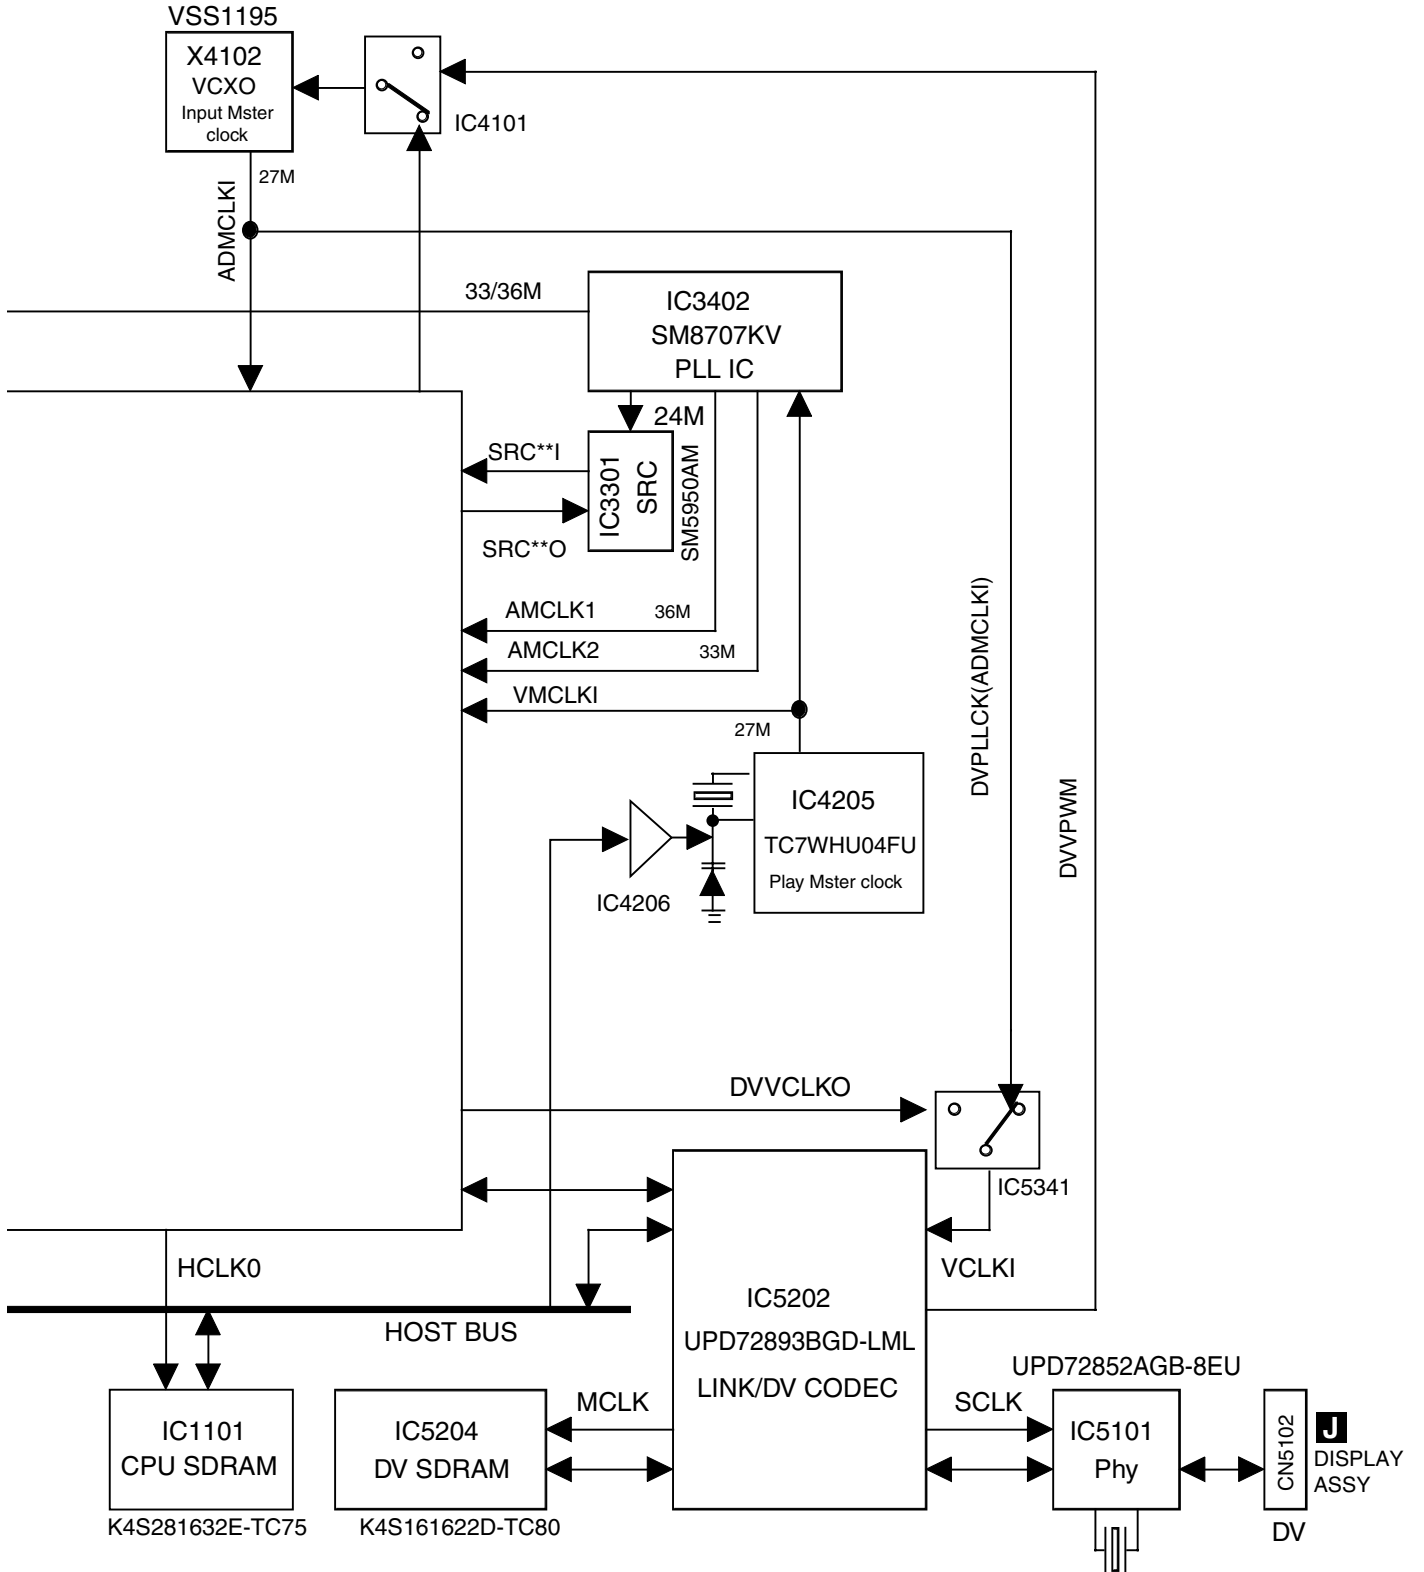 VSS1195
X4102
VCXO
Input Mster
clock
IC4101
27M
ADMCLKI
33/36M
IC3402
SM8707KV
PLL IC
24M
SRC**I
IC3301
SRC
SM5950AM
SRC**O
AMCLK1
36M
AMCLK2
33M
VMCLKI
27M
DVPLLCK(ADMCLKI)
DVVPWM
IC4205
TC7WHU04FU
Play Mster clock
IC4206
DVVCLKO
IC5341
HCLK0
VCLKI
HOST BUS
IC5202
UPD72893BGD-LML
LINK/DV CODEC
UPD72852AGB-8EU
MCLK
SCLK
IC1101
CPU SDRAM
K4S281632E-TC75
IC5204
DV SDRAM
K4S161622D-TC80
IC5101
Phy
CN5102
J
DISPLAY
ASSY
DV